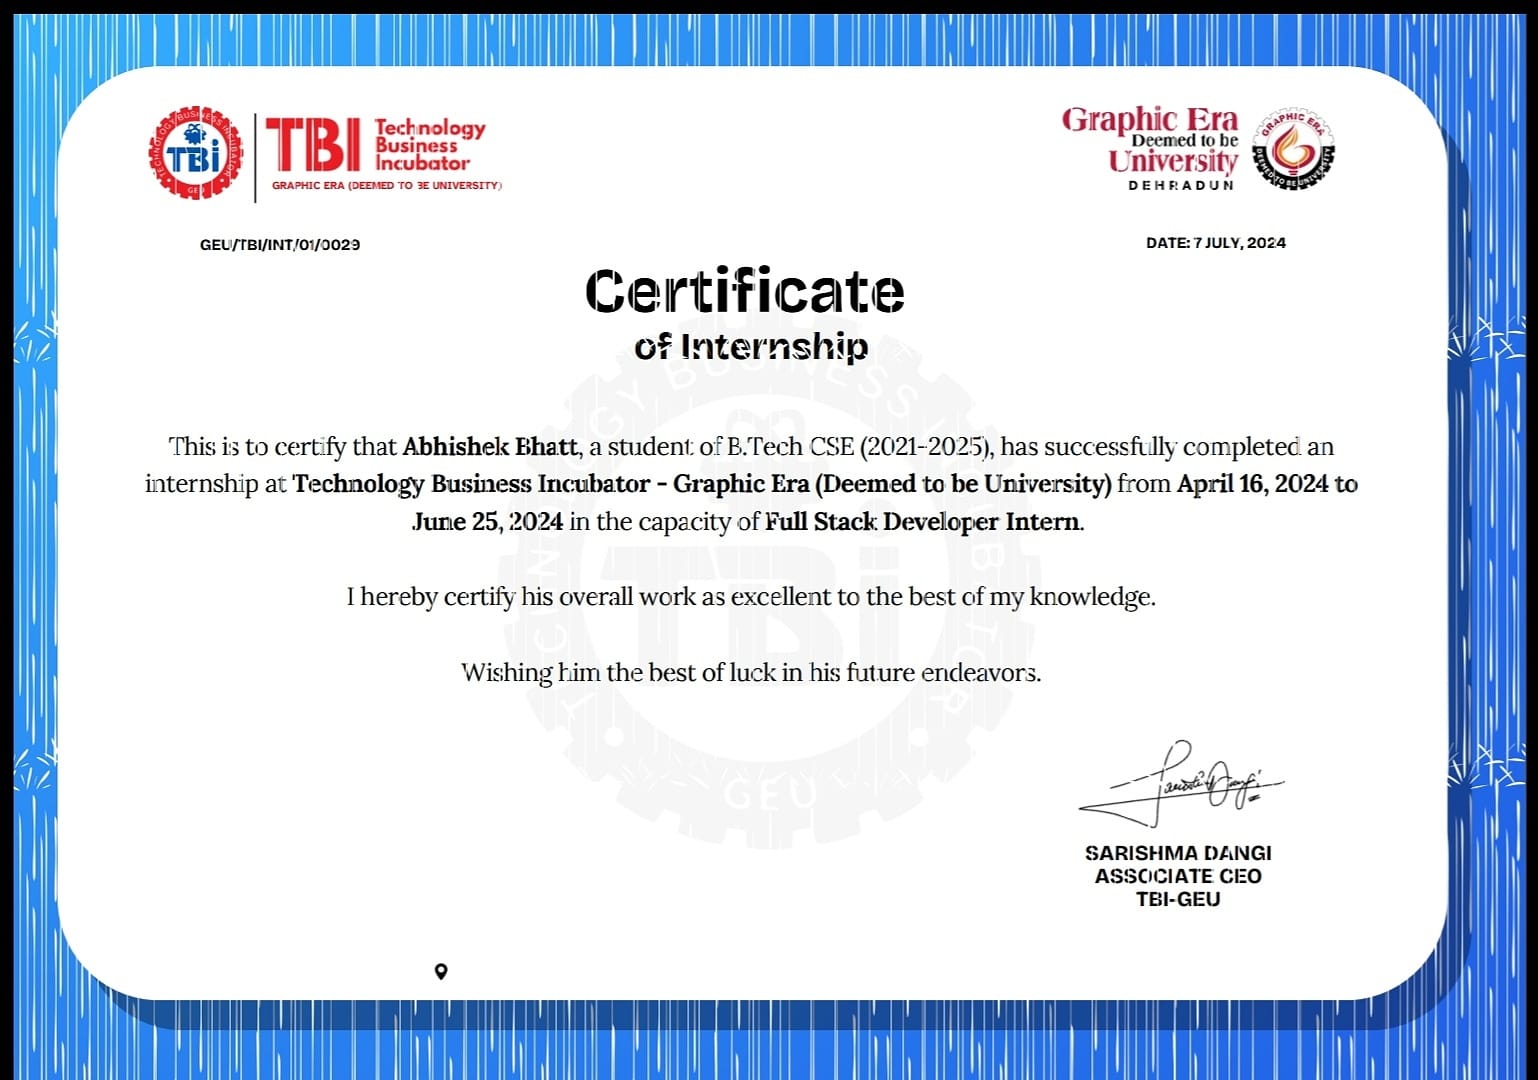 TECHNOLOGY BUSINESS INCUBATOR
TBi
GEU
TBI Technology
Business
Incubator
GRAPHIC ERA (DEEMED TO BE UNIVERSITY)
Graphic Era
Deemed to be
University
DEHRADUN
GRAPHIC ERA
DEEMED TO BE UNIVERSITY
GEU/TBI/INT/01/0029
DATE: 7 JULY, 2024
Certificate
of Internship
This is to certify that Abhishek Bhatt, a student of B.Tech CSE (2021-2025), has successfully completed an
internship at Technology Business Incubator - Graphic Era (Deemed to be University) from April 16, 2024 to
June 25, 2024 in the capacity of Full Stack Developer Intern.
I hereby certify his overall work as excellent to the best of my knowledge.
Wishing him the best of luck in his future endeavors.
TECHNOLOGY BUSINESS INCUBATOR
TBi
GEU
SARISHMA DANGI
ASSOCIATE CEO
TBI-GEU